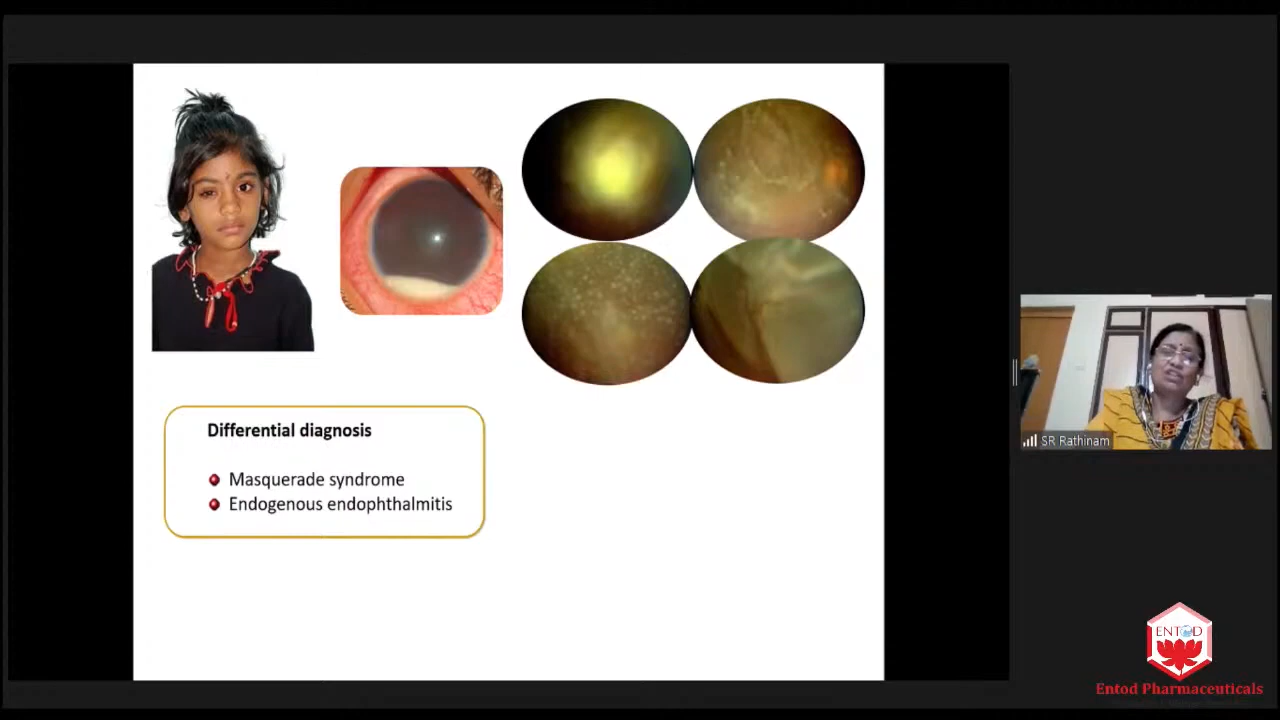 Differential diagnosis
Masquerade syndrome
Endogenous endophthalmitis
SR Rathinam
ENTOD
Entod Pharmaceuticals